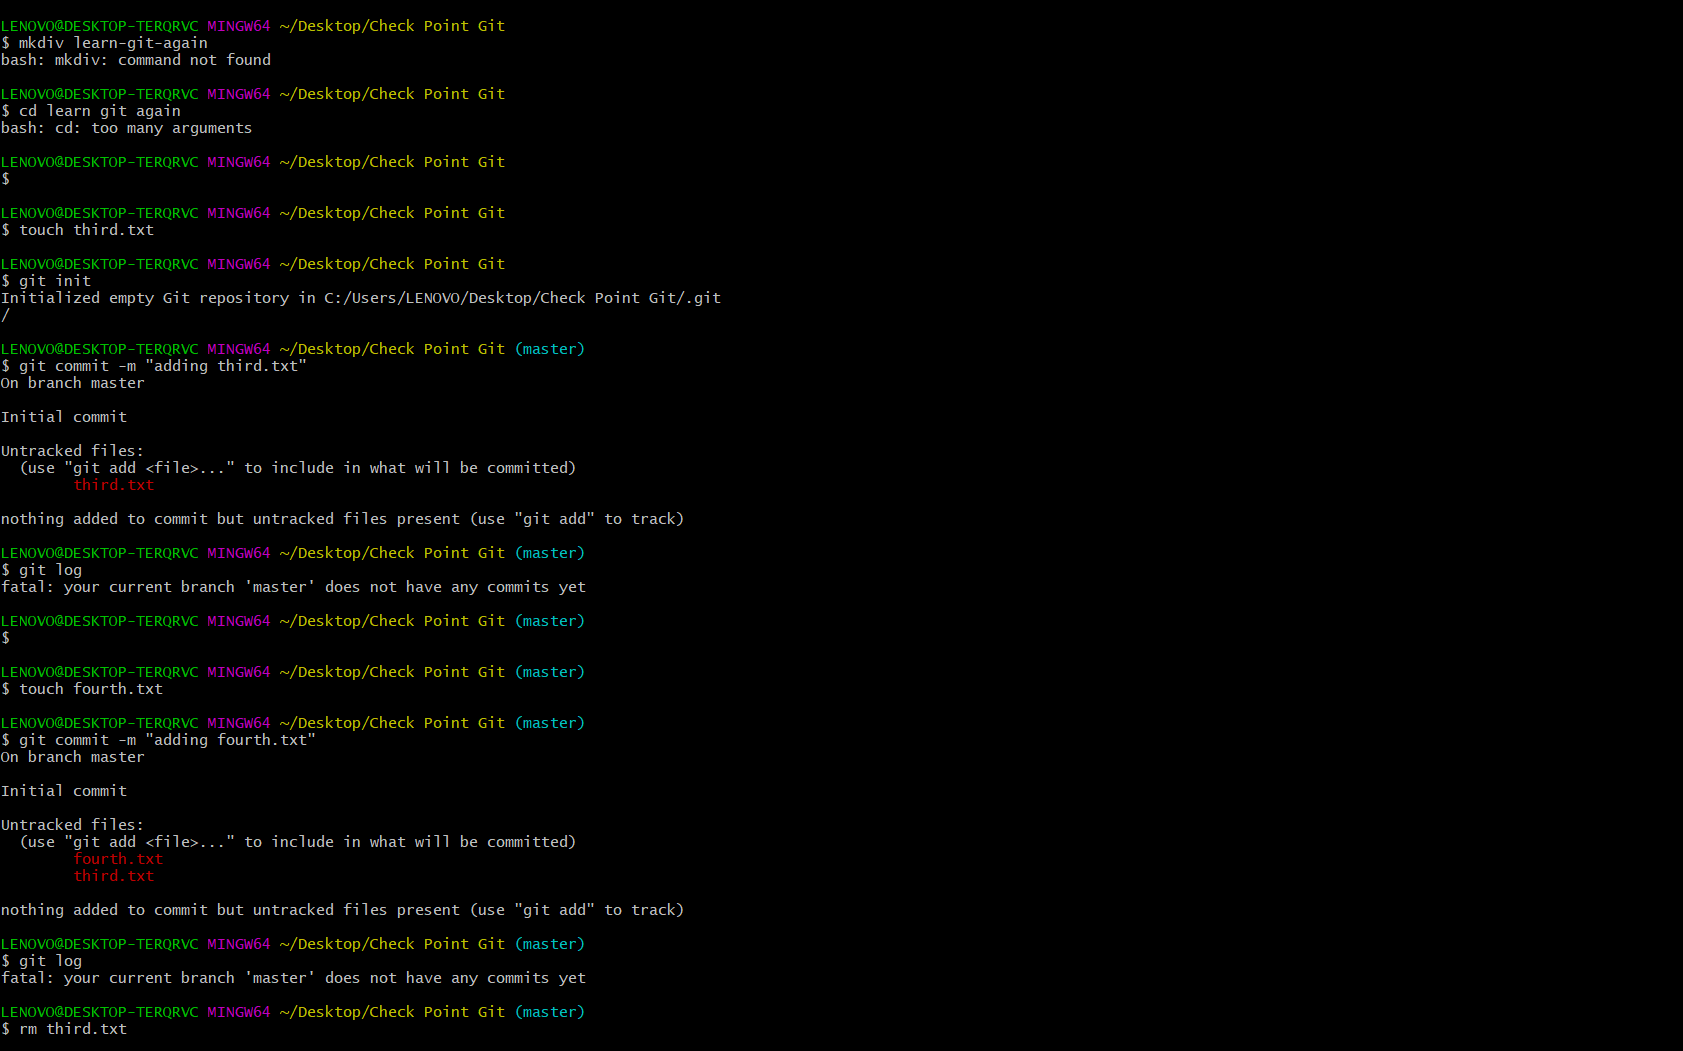 LENOVO@DESKTOP-TERQRVC MINGW64 ~/Desktop/Check Point Git
$ mkdiv learn-git-again
bash: mkdiv: command not found
LENOVO@DESKTOP-TERQRVC MINGW64 ~/Desktop/Check Point Git
$ cd learn git again
bash: cd: too many arguments
LENOVO@DESKTOP-TERQRVC MINGW64 ~/Desktop/Check Point Git
$
LENOVO@DESKTOP-TERQRVC MINGW64 ~/Desktop/Check Point Git
$ touch third.txt
LENOVO@DESKTOP-TERQRVC MINGW64 ~/Desktop/Check Point Git
$ git init
Initialized empty Git repository in C:/Users/LENOVO/Desktop/Check Point Git/.git
/
LENOVO@DESKTOP-TERQRVC MINGW64 ~/Desktop/Check Point Git (master)
$ git commit -m "adding third.txt"
On branch master
Initial commit
Untracked files:
  (use "git add <file>..." to include in what will be committed)
        third.txt
nothing added to commit but untracked files present (use "git add" to track)
LENOVO@DESKTOP-TERQRVC MINGW64 ~/Desktop/Check Point Git (master)
$ git log
fatal: your current branch 'master' does not have any commits yet
LENOVO@DESKTOP-TERQRVC MINGW64 ~/Desktop/Check Point Git (master)
$
LENOVO@DESKTOP-TERQRVC MINGW64 ~/Desktop/Check Point Git (master)
$ touch fourth.txt
LENOVO@DESKTOP-TERQRVC MINGW64 ~/Desktop/Check Point Git (master)
$ git commit -m "adding fourth.txt"
On branch master
Initial commit
Untracked files:
  (use "git add <file>..." to include in what will be committed)
        fourth.txt
        third.txt
nothing added to commit but untracked files present (use "git add" to track)
LENOVO@DESKTOP-TERQRVC MINGW64 ~/Desktop/Check Point Git (master)
$ git log
fatal: your current branch 'master' does not have any commits yet
LENOVO@DESKTOP-TERQRVC MINGW64 ~/Desktop/Check Point Git (master)
$ rm third.txt